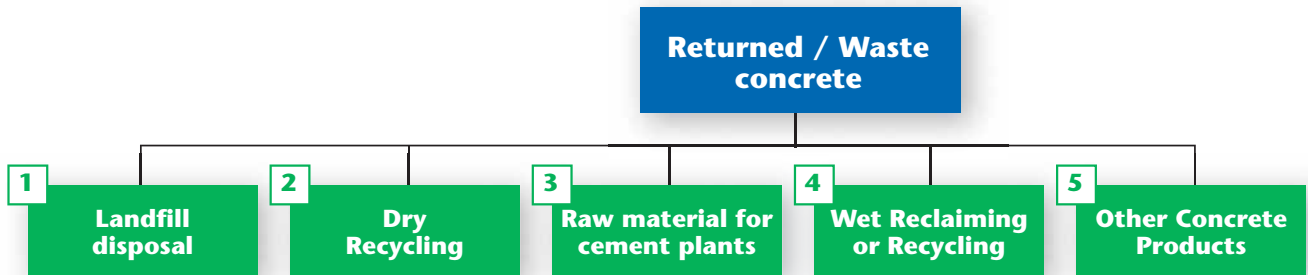 Returned / Waste
concrete
1
Landfill
disposal
2
Dry
Recycling
3
Raw material for
cement plants
4
Wet Reclaiming
or Recycling
5
Other Concrete
Products